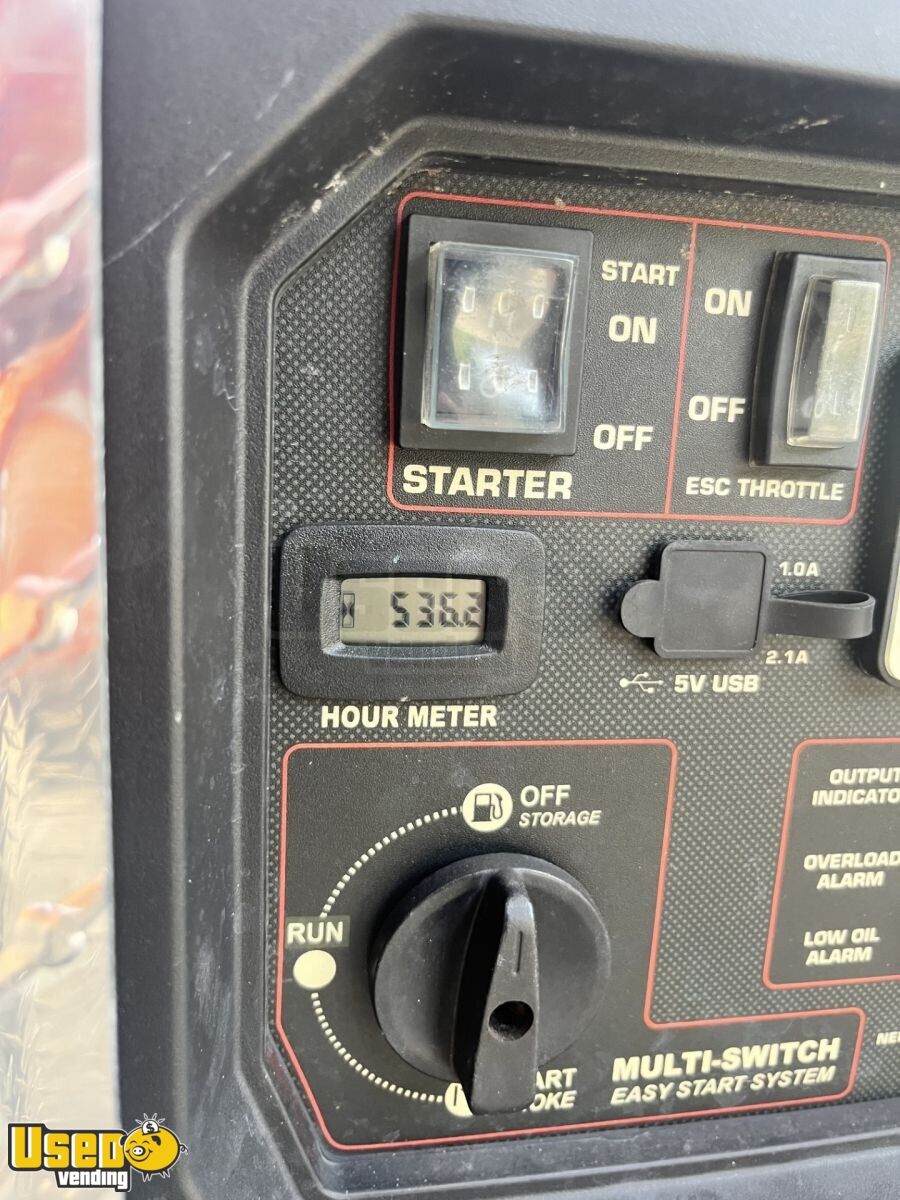 START
ON
OFF
STARTER
ON
OFF
ESC THROTTLE
536.2
HOUR METER
1.0A
2.1A
5V USB
OFF
STORAGE
RUN
MULTI-SWITCH
EASY START SYSTEM
OUTPUT
OVERLOAD
ALARM
LOW OIL
ALARM
USED
vending